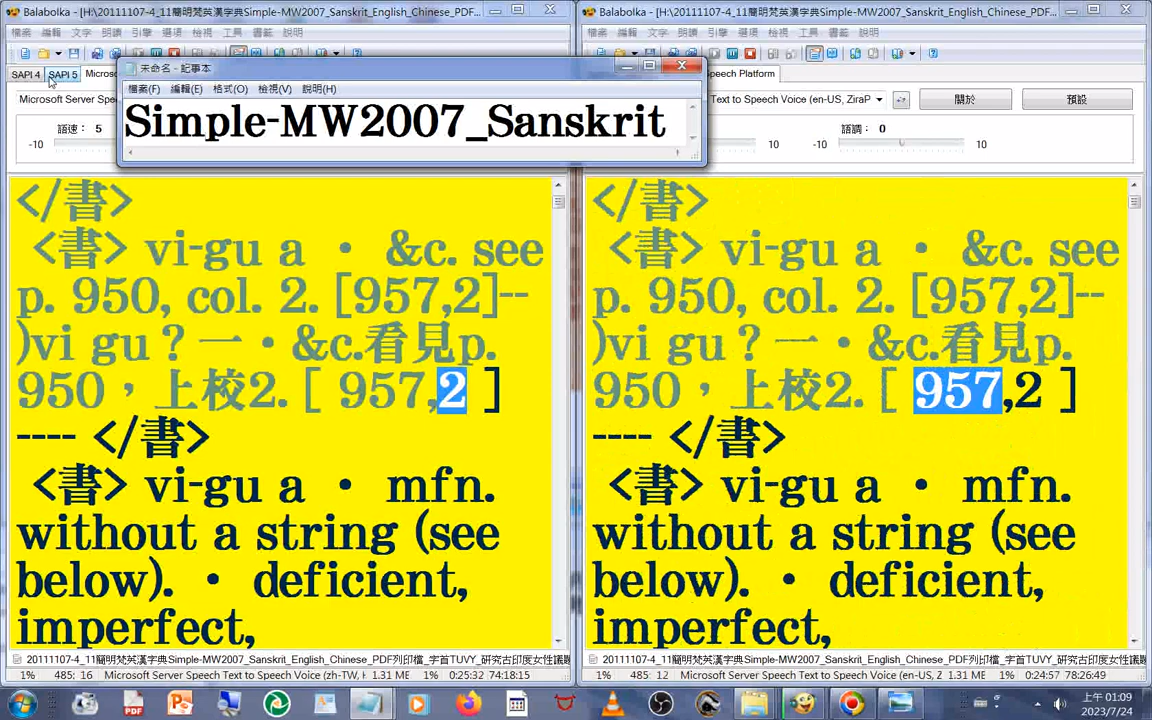 Balabolka - [H:\20111107-4_11簡明梵英漢字典Simple-MW2007_Sanskrit_English_Chinese_PDF...
檔案 編輯 文字 朗讀 引擎 選項 檢視 工具 書籤 說明
SAPI 4 SAPI 5 Micros
Microsoft Server Spe
語速： 5
-10
未命名 - 記事本
檔案(F) 編輯(E) 格式(O) 檢視(V) 說明(H)
Simple-MW2007_Sanskrit
</書>
<書> vi-gu a ・ &c. see
p. 950, col. 2. [957,2]--
)vi gu？一・&c.看見p.
950，上校2. [ 957,2 ]
---- </書>
<書> vi-gu a ・ mfn.
without a string (see
below). ・ deficient,
imperfect,
20111107-4_11簡明梵英漢字典Simple-MW2007_Sanskrit_English_Chinese_PDF列印檔_字首TUVY_研究古印度女性議題
1% 485: 16 Microsoft Server Speech Text to Speech Voice (zh-TW, H 1.31 ME 1% 0:25:32 74:18:15
Balabolka - [H:\20111107-4_11簡明梵英漢字典Simple-MW2007_Sanskrit_English_Chinese_PDF...
檔案 編輯 文字 朗讀 引擎 選項 檢視 工具 書籤 說明
peech Platform
Text to Speech Voice (en-US, ZiraP 關於 預設
語調： 0
10 -10 10
</書>
<書> vi-gu a ・ &c. see
p. 950, col. 2. [957,2]--
)vi gu？一・&c.看見p.
950，上校2. [ 957,2 ]
---- </書>
<書> vi-gu a ・ mfn.
without a string (see
below). ・ deficient,
imperfect,
20111107-4_11簡明梵英漢字典Simple-MW2007_Sanskrit_English_Chinese_PDF列印檔_字首TUVY_研究古印度女性議題
1% 485: 12 Microsoft Server Speech Text to Speech Voice (en-US, Z 1.31 ME 1% 0:24:57 78:26:49
上午 01:09
2023/7/24